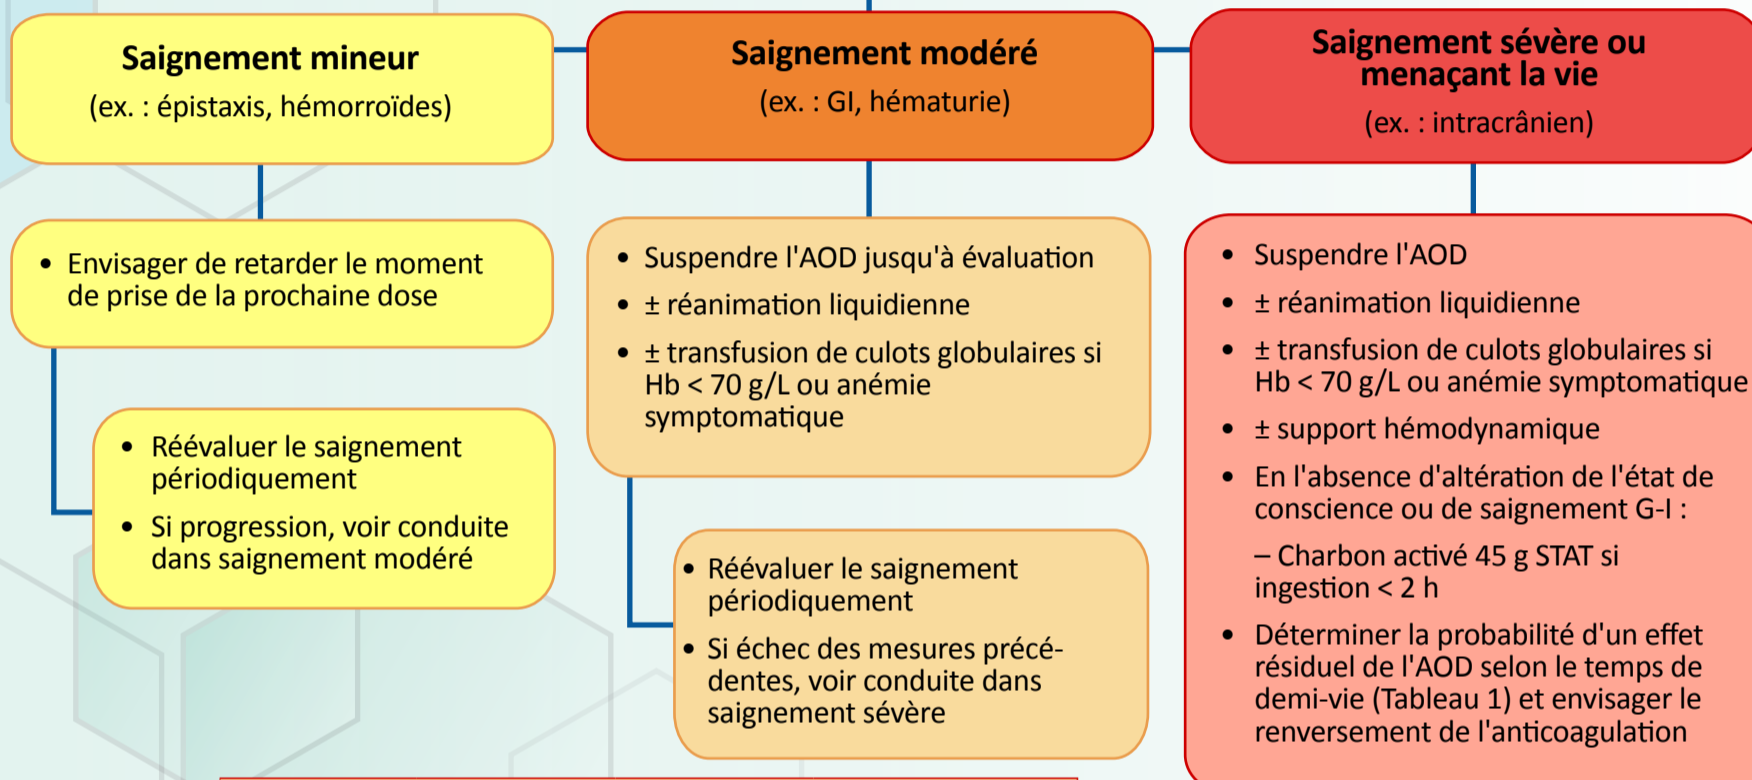 Saignement mineur
(ex. : épistaxis, hémorroïdes)
• Envisager de retarder le moment
de prise de la prochaine dose
• Réévaluer le saignement
périodiquement
• Si progression, voir conduite
dans saignement modéré
Saignement modéré
(ex. : GI, hématurie)
• Suspendre l'AOD jusqu'à évaluation
• ± réanimation liquidienne
• ± transfusion de culots globulaires si
Hb < 70 g/L ou anémie
symptomatique
• Réévaluer le saignement
périodiquement
• Si échec des mesures précé-
dentes, voir conduite dans
saignement sévère
Saignement sévère ou
menaçant la vie
(ex. : intracrânien)
• Suspendre l'AOD
• ± réanimation liquidienne
• ± transfusion de culots globulaires si
Hb < 70 g/L ou anémie symptomatique
• ± support hémodynamique
• En l'absence d'altération de l'état de
conscience ou de saignement G-I :
– Charbon activé 45 g STAT si
ingestion < 2 h
• Déterminer la probabilité d'un effet
résiduel de l'AOD selon le temps de
demi-vie (Tableau 1) et envisager le
renversement de l'anticoagulation